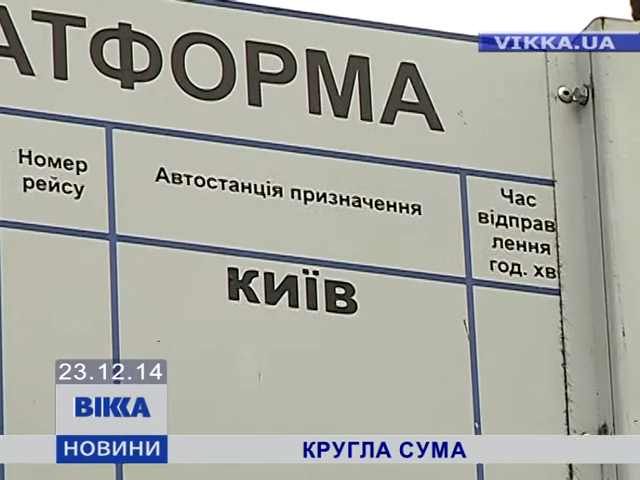 VIKKA.UA
АТФОРМА
Номер
рейсу
Автостанція призначення
Час
відправ
лення
год. хв
КИЇВ
23.12.14
ВІККА
НОВИНИ
КРУГЛА СУМА